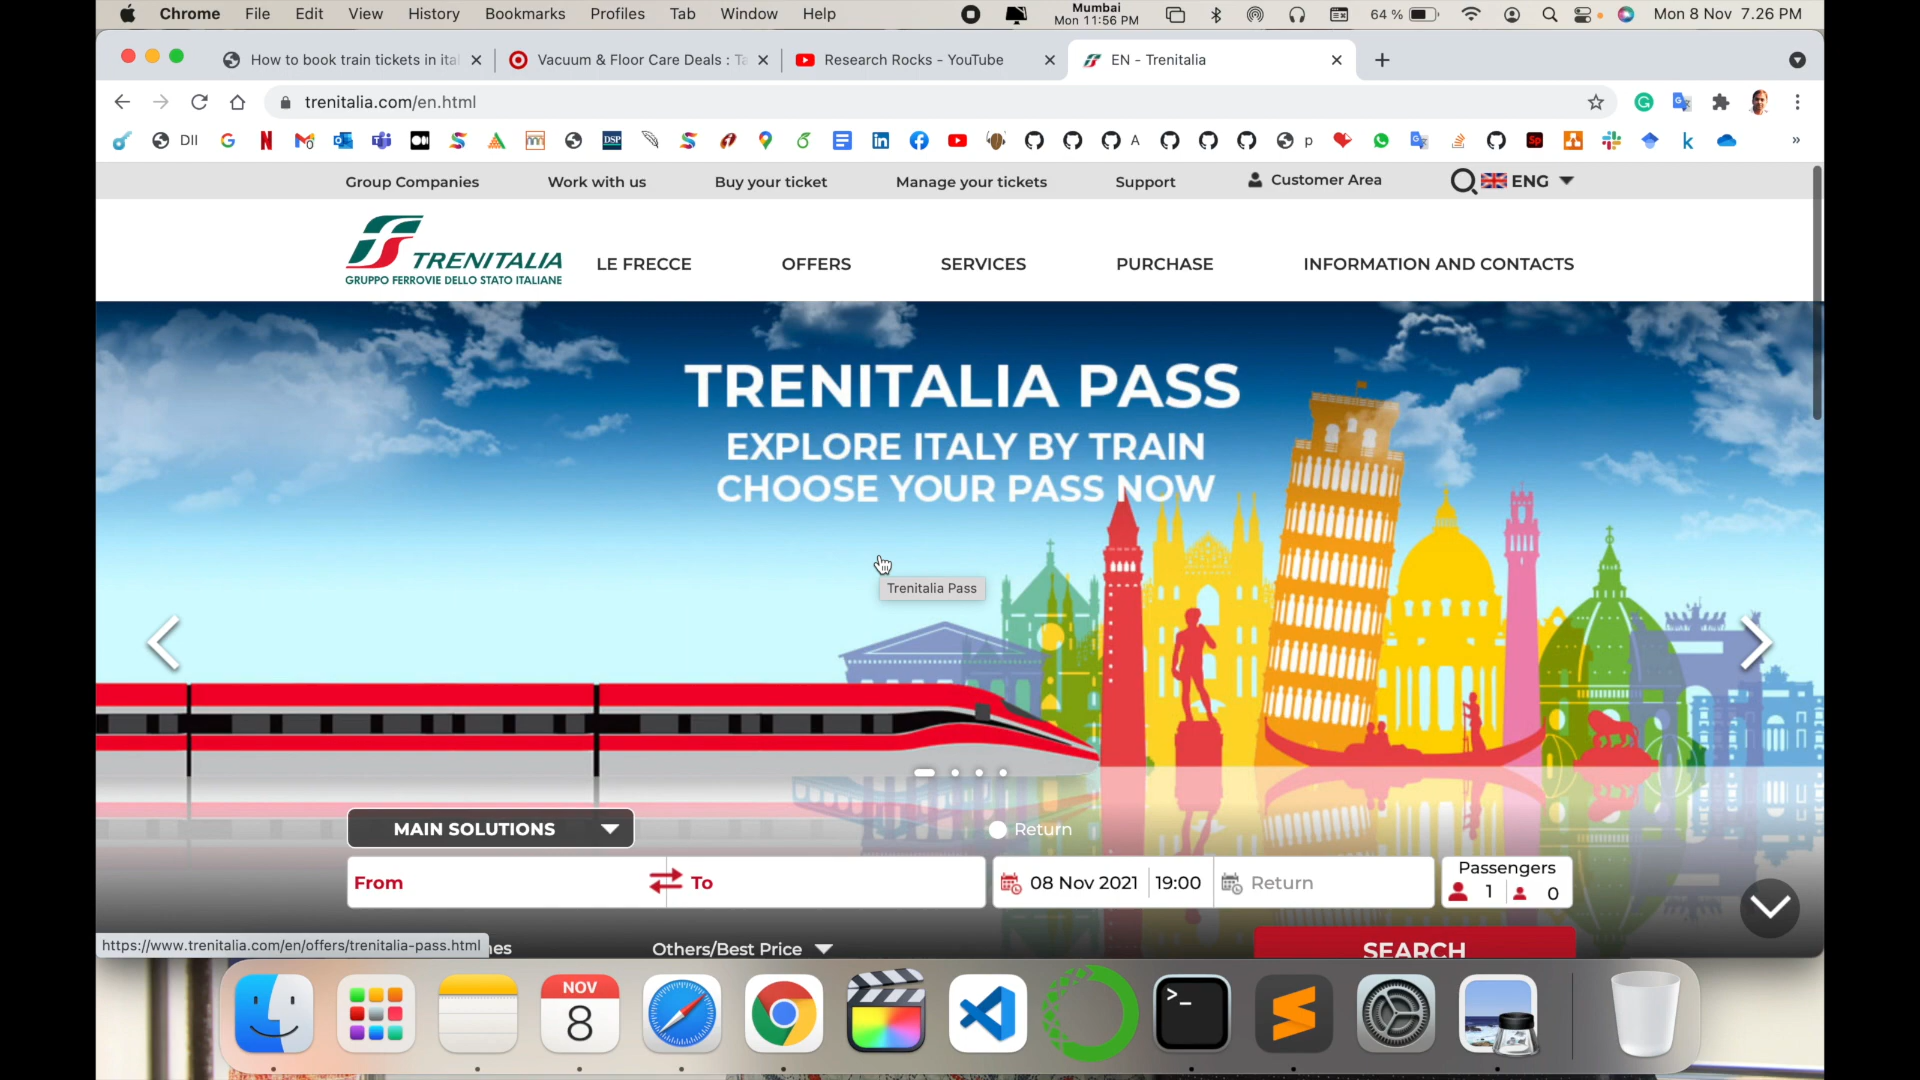 Chrome File Edit View History Bookmarks Profiles Tab Window Help Mumbai Mon 11:56 PM 64 % Mon 8 Nov 7.26 PM
How to book train tickets in ita Vacuum & Floor Care Deals : Ta Research Rocks - YouTube EN - Trenitalia
trenitalia.com/en.html
DII DSP A p Sp k »
Group Companies Work with us Buy your ticket Manage your tickets Support Customer Area ENG
TRENITALIA
GRUPPO FERROVIE DELLO STATO ITALIANE
LE FRECCE OFFERS SERVICES PURCHASE INFORMATION AND CONTACTS
TRENITALIA PASS
EXPLORE ITALY BY TRAIN
CHOOSE YOUR PASS NOW
Trenitalia Pass
MAIN SOLUTIONS Return
From To 08 Nov 2021 19:00 Return Passengers
1 0
https://www.trenitalia.com/en/offers/trenitalia-pass.html Others/Best Price SEARCH
NOV
8